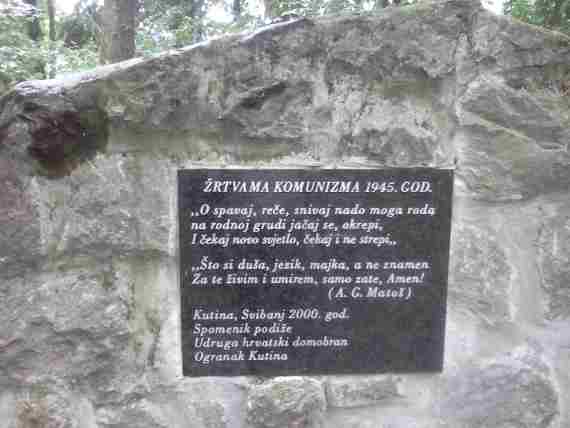 ŽRTVAMA KOMUNIZMA 1945. GOD.
,,O spavaj, reče, snivaj nado moga roda
na rodnoj grudi jačaj se, okrepi,
I čekaj novo svjetlo, čekaj i ne strepi,,
,,Što si duša, jezik, majka, a ne znamen
Za te živim i umirem, samo zate, Amen!
(A. G. Matoš)
Kutina, Svibanj 2000. god.
Spomenik podiže
Udruga hrvatski domobran
Ogranak Kutina